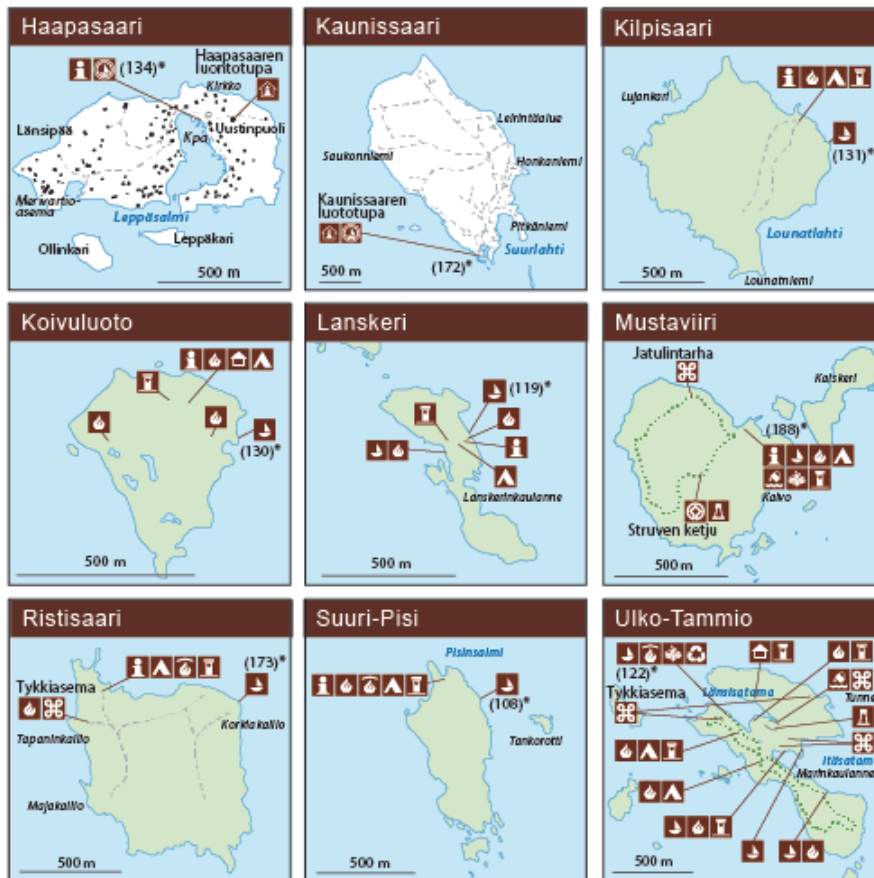 Haapasaari
(134)*
Haapasaaren
luontotupa
Kirkko
Länsipää
Kpa
Uustinpuoli
Merivartio-
asema
Leppäsalmi
Ollinkari
Leppäkari
500 m
Kaunissaari
Leirintäalue
Saukonniemi
Honkaniemi
Kaunissaaren
luototupa
Pitkäniemi
(172)*
Suurlahti
500 m
Kilpisaari
Lujankari
(131)*
Lounatlahti
Lounatniemi
500 m
Koivuluoto
(130)*
500 m
Lanskeri
(119)*
Lanskerinkaulanne
500 m
Mustaviiri
Jatulintarha
Kalskeri
(188)*
Kalvo
Struven ketju
500 m
Ristisaari
(173)*
Tykkiasema
Korkiakallio
Tapaninkallio
Majakallio
500 m
Suuri-Pisi
Pisinsalmi
(108)*
Tankorotti
500 m
Ulko-Tammio
(122)*
Länsisatama
Tykkiasema
Tunne
Itäsatam
Marinkaulanne
500 m